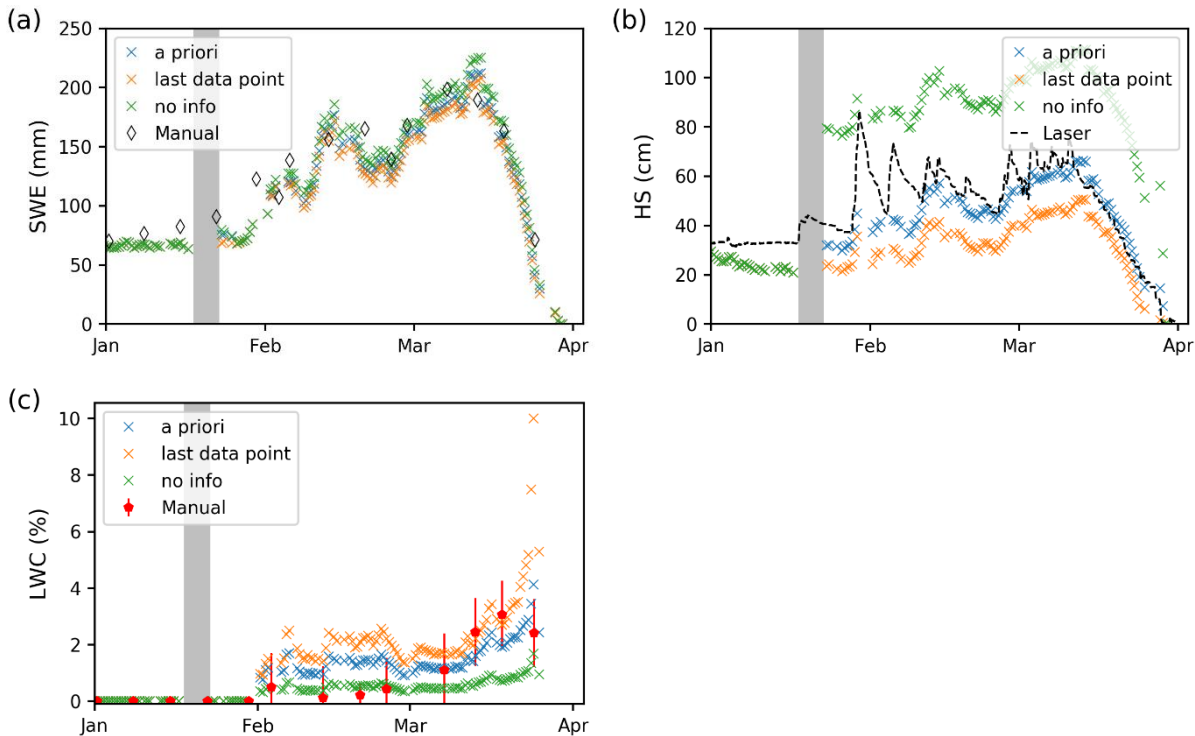 (a)
250
200
150
100
50
0
SWE (mm)
a priori
last data point
no info
Manual
Jan
Feb
Mar
Apr
(b)
120
100
80
60
40
20
0
HS (cm)
a priori
last data point
no info
Laser
Jan
Feb
Mar
Apr
(c)
10
8
6
4
2
0
LWC (%)
a priori
last data point
no info
Manual
Jan
Feb
Mar
Apr